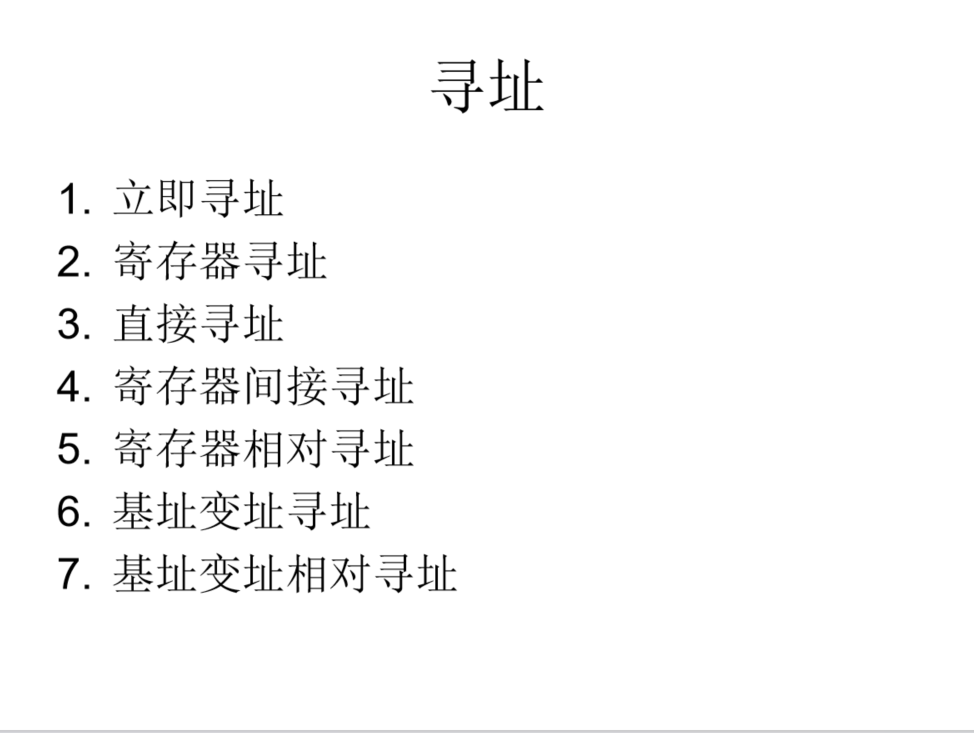 寻址
1. 立即寻址
2. 寄存器寻址
3. 直接寻址
4. 寄存器间接寻址
5. 寄存器相对寻址
6. 基址变址寻址
7. 基址变址相对寻址